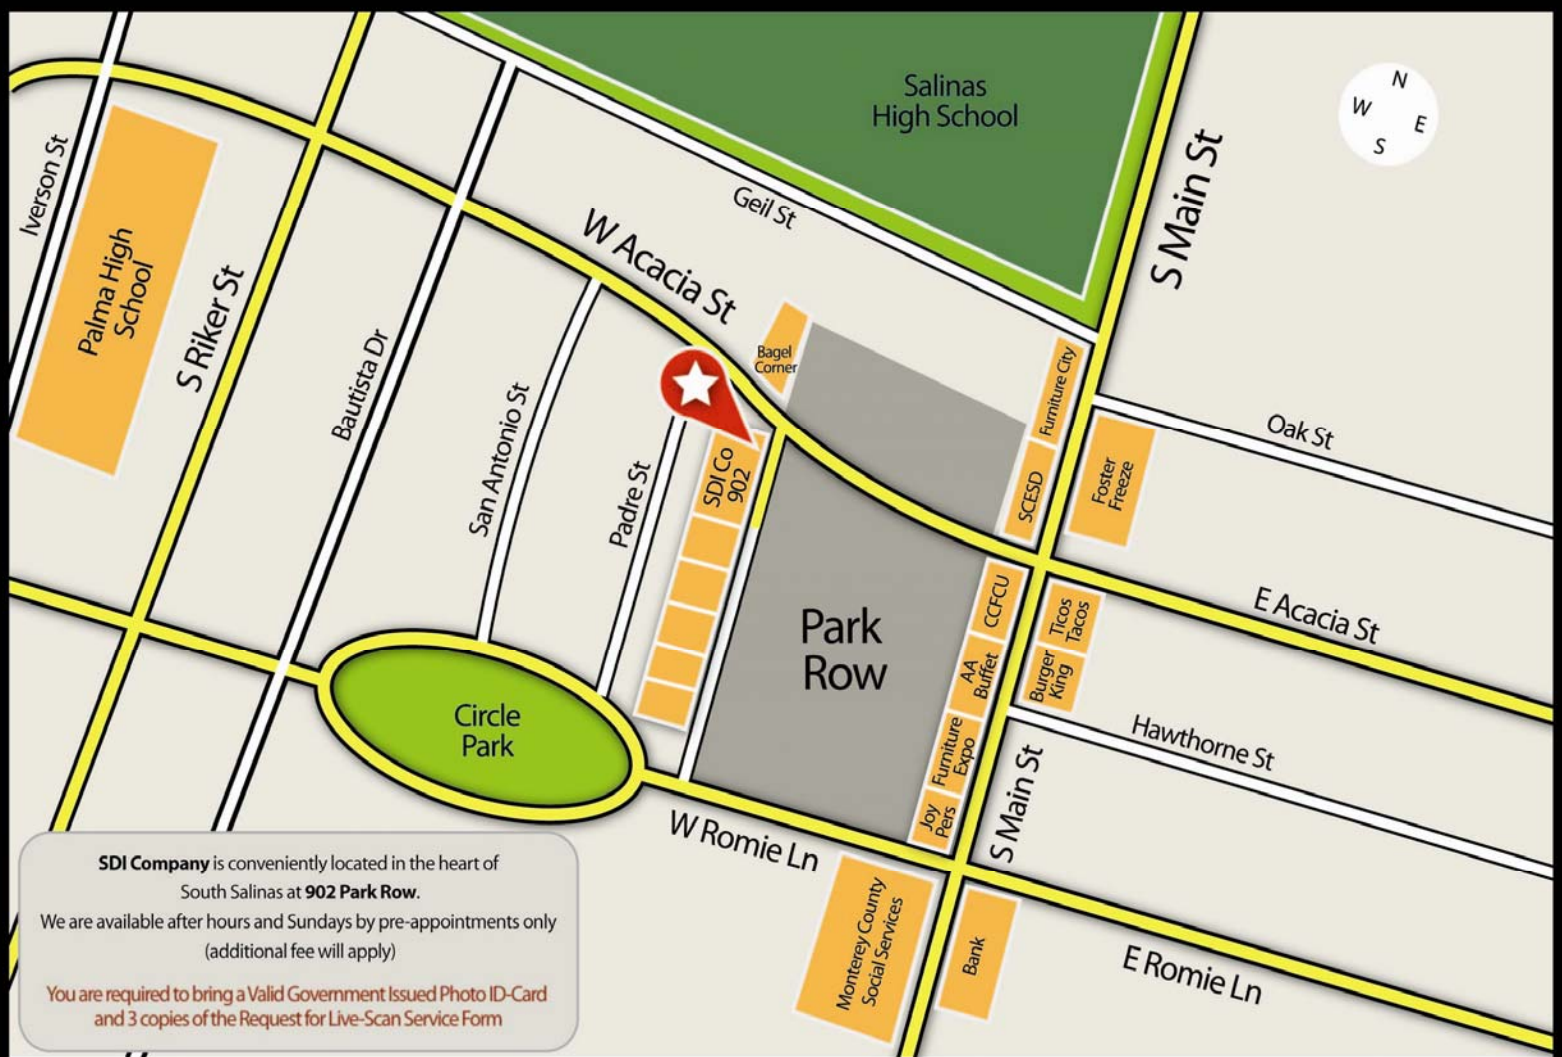 Salinas
High School
N
W
E
S
Iverson St
Palma High
School
S Riker St
Bautista Dr
San Antonio St
Padre St
W Acacia St
Geil St
S Main St
Bagel
Corner
SDI Co
902
Furniture City
SCESD
Foster
Freeze
Oak St
E Acacia St
CCFCU
Ticos
Tacos
AA
Buffet
Burger
King
Park
Row
Furniture
Expo
Joy
Pers
Hawthorne St
S Main St
Circle
Park
W Romie Ln
E Romie Ln
Monterey County
Social Services
Bank
SDI Company is conveniently located in the heart of
South Salinas at 902 Park Row.
We are available after hours and Sundays by pre-appointments only
(additional fee will apply)
You are required to bring a Valid Government Issued Photo ID-Card
and 3 copies of the Request for Live-Scan Service Form